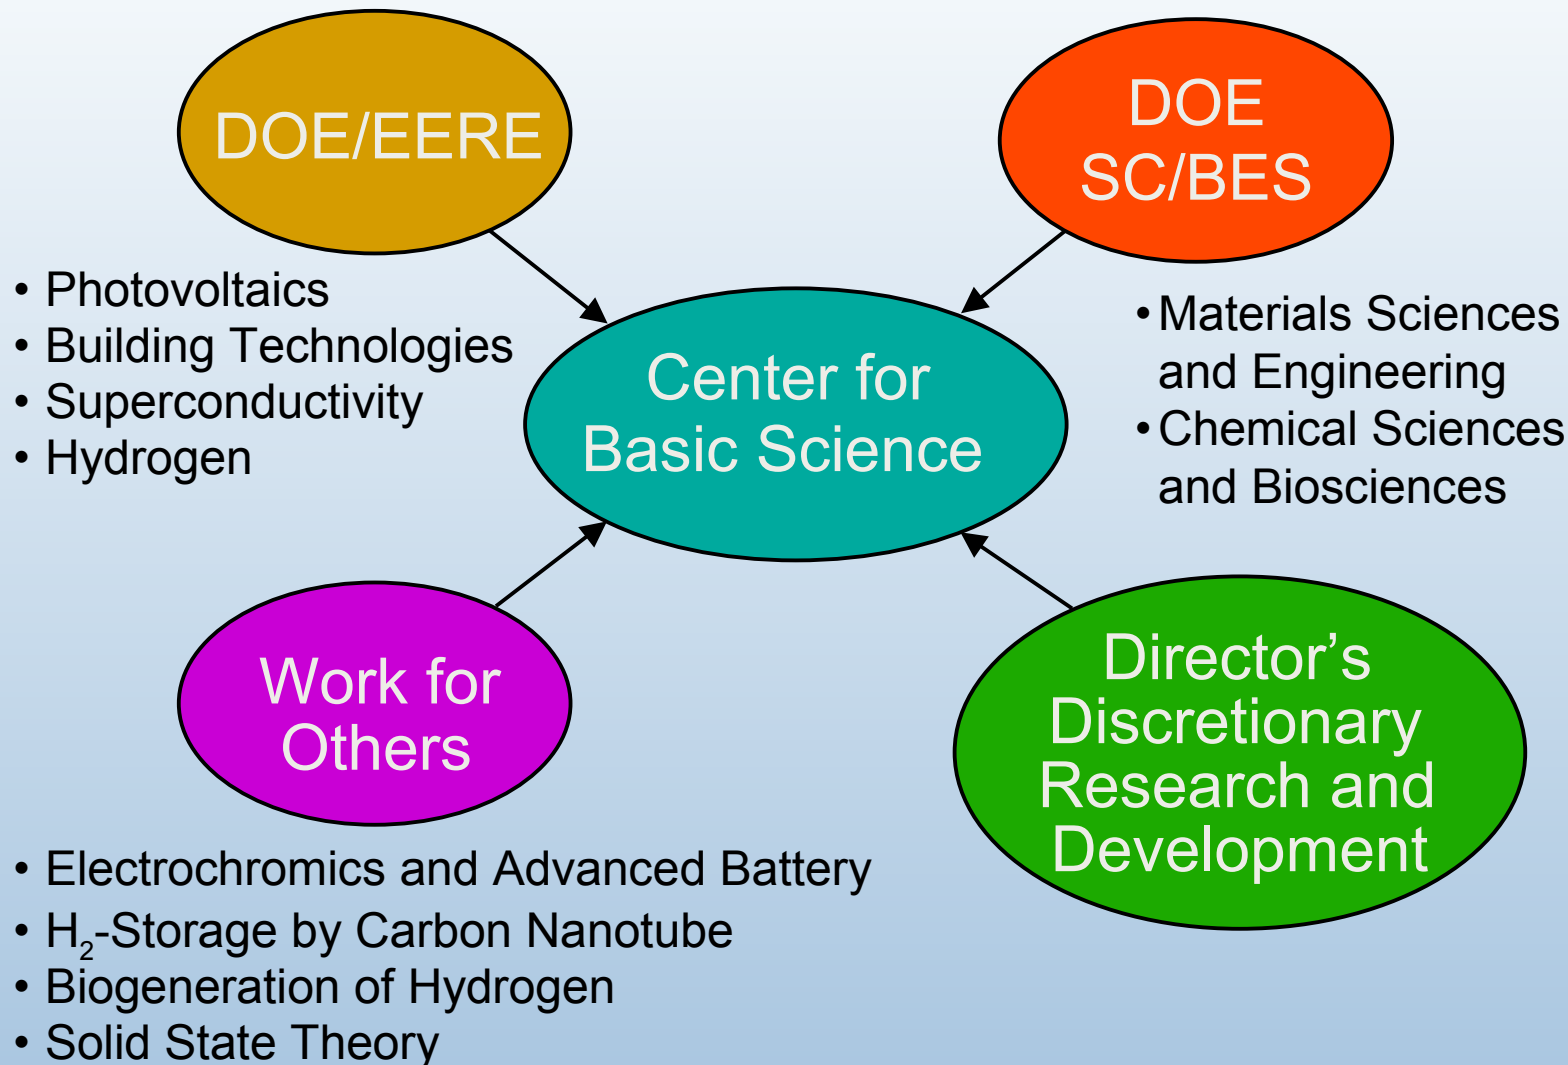 DOE/EERE
• Photovoltaics
• Building Technologies
• Superconductivity
• Hydrogen
DOE
SC/BES
• Materials Sciences
and Engineering
• Chemical Sciences
and Biosciences
Center for
Basic Science
Work for
Others
• Electrochromics and Advanced Battery
• H₂-Storage by Carbon Nanotube
• Biogeneration of Hydrogen
• Solid State Theory
Director’s
Discretionary
Research and
Development